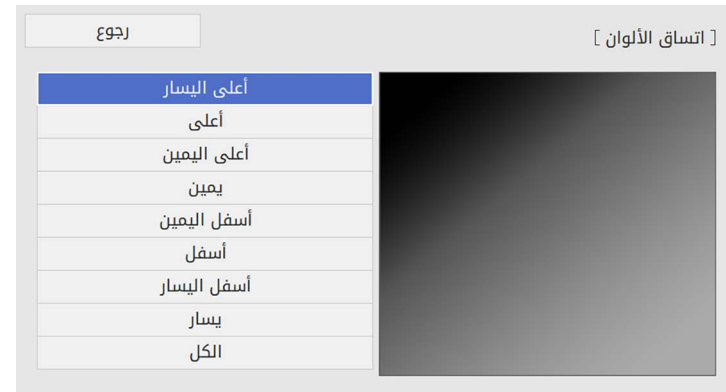 [ اتساق الألوان ]
رجوع
أعلى اليسار
أعلى
أعلى اليمين
يمين
أسفل اليمين
أسفل
أسفل اليسار
يسار
الكل